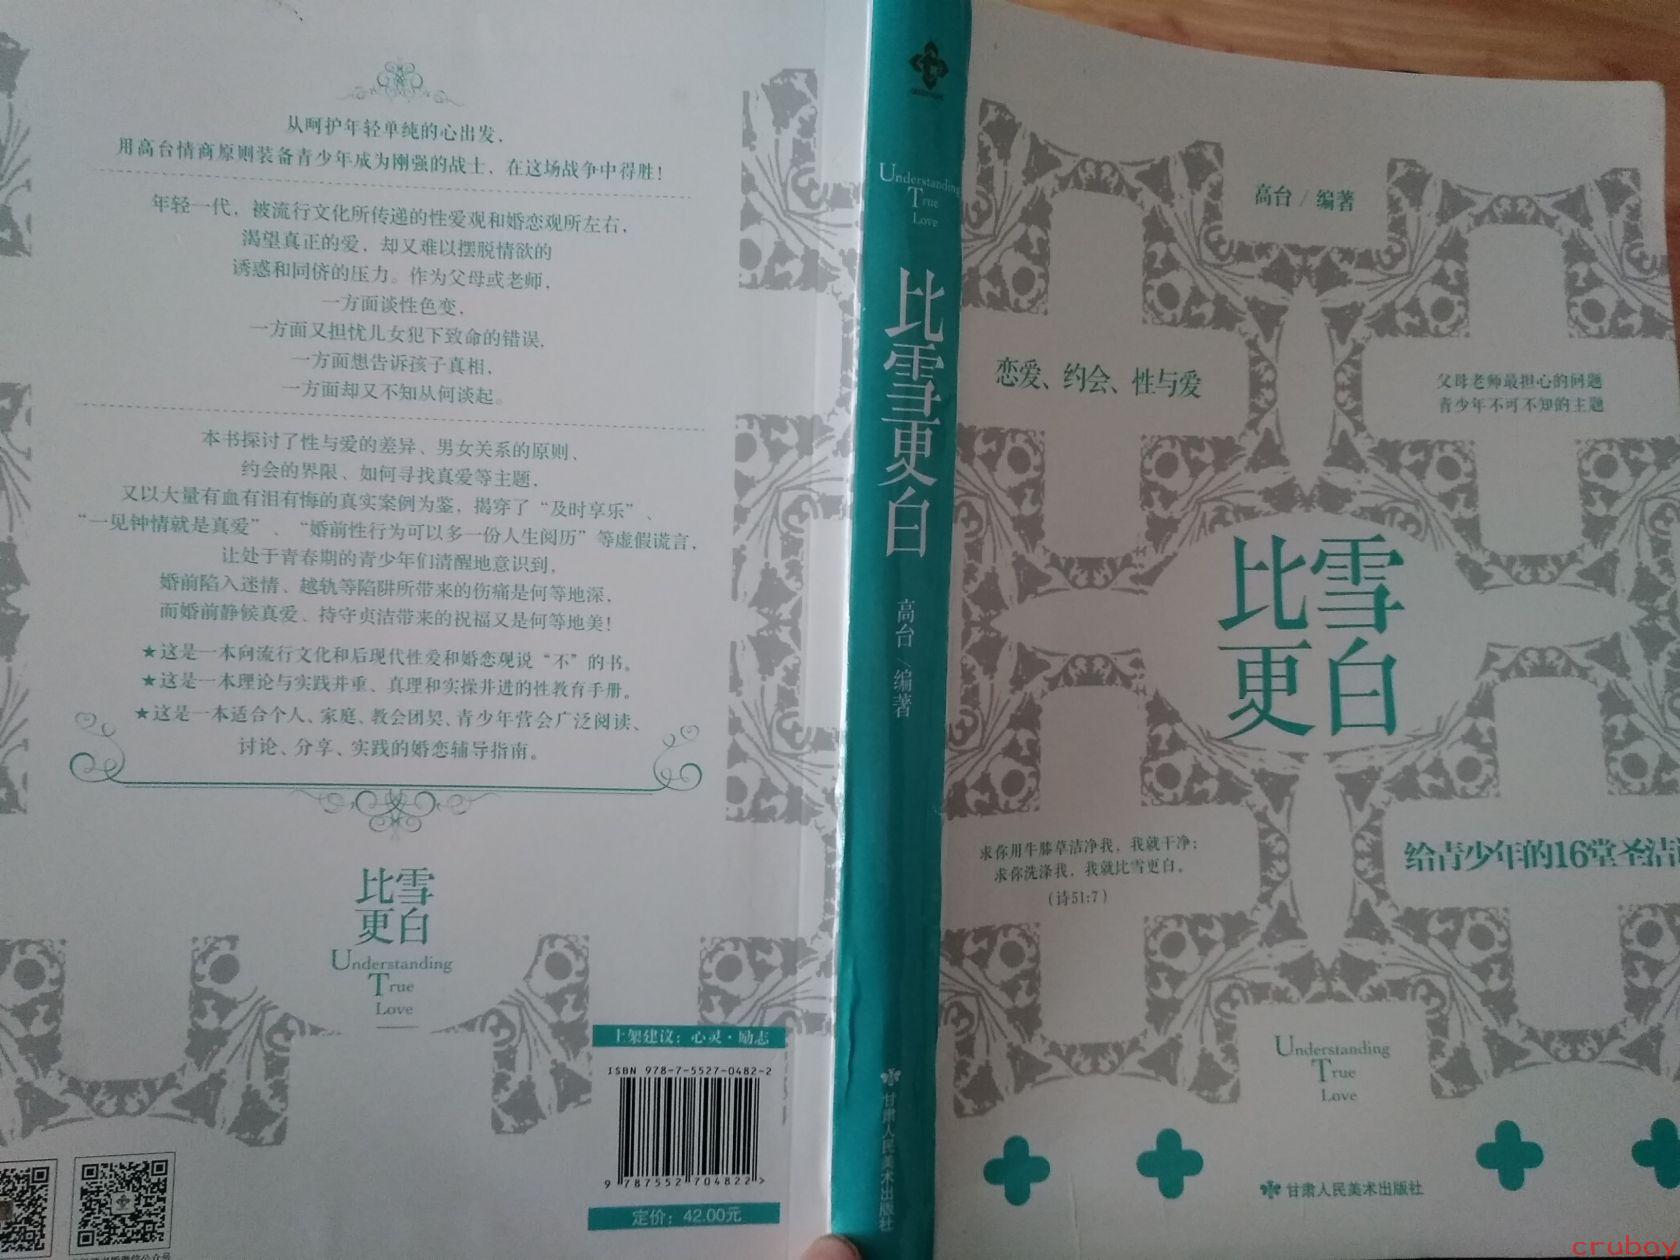 从呵护年轻单纯的心出发，
用高台情商原则装备青少年成为刚强的战士，在这场战争中得胜！
年轻一代，被流行文化所传递的性爱观和婚恋观所左右，
渴望真正的爱，却又难以摆脱情欲的
诱惑和同侪的压力。作为父母或老师，
一方面谈性色变，
一方面又担忧儿女犯下致命的错误，
一方面想告诉孩子真相，
一方面却又不知从何谈起。
本书探讨了性与爱的差异、男女关系的原则、
约会的界限、如何寻找真爱等主题，
又以大量有血有泪有悔的真实案例为鉴，揭穿了“及时享乐”、
“一见钟情就是真爱”、“婚前性行为可以多一份人生阅历”等虚假谎言，
让处于青春期的青少年们清醒地意识到，
婚前陷入迷情、越轨等陷阱所带来的伤痛是何等地深，
而婚前静候真爱、持守贞洁带来的祝福又是何等地美！
★这是一本向流行文化和后现代性爱和婚恋观说“不”的书。
★这是一本理论与实践并重、真理和实操并进的性教育手册。
★这是一本适合个人、家庭、教会团契、青少年营会广泛阅读、
讨论、分享、实践的婚恋辅导指南。
比雪
更白
Understanding
True
Love
上架建议：心灵·励志
ISBN 978-7-5527-0482-2
9 787552 704822 >
定价：42.00元
Understanding
True
Love
比雪更白
高台/编著
甘肃人民美术出版社
高台/编著
恋爱、约会、性与爱
父母老师最担心的问题
青少年不可不知的主题
比雪
更白
求你用牛膝草洁净我，我就干净；
求你洗涤我，我就比雪更白。
（诗51:7）
给青少年的16堂圣洁
Understanding
True
Love
甘肃人民美术出版社
cruboy